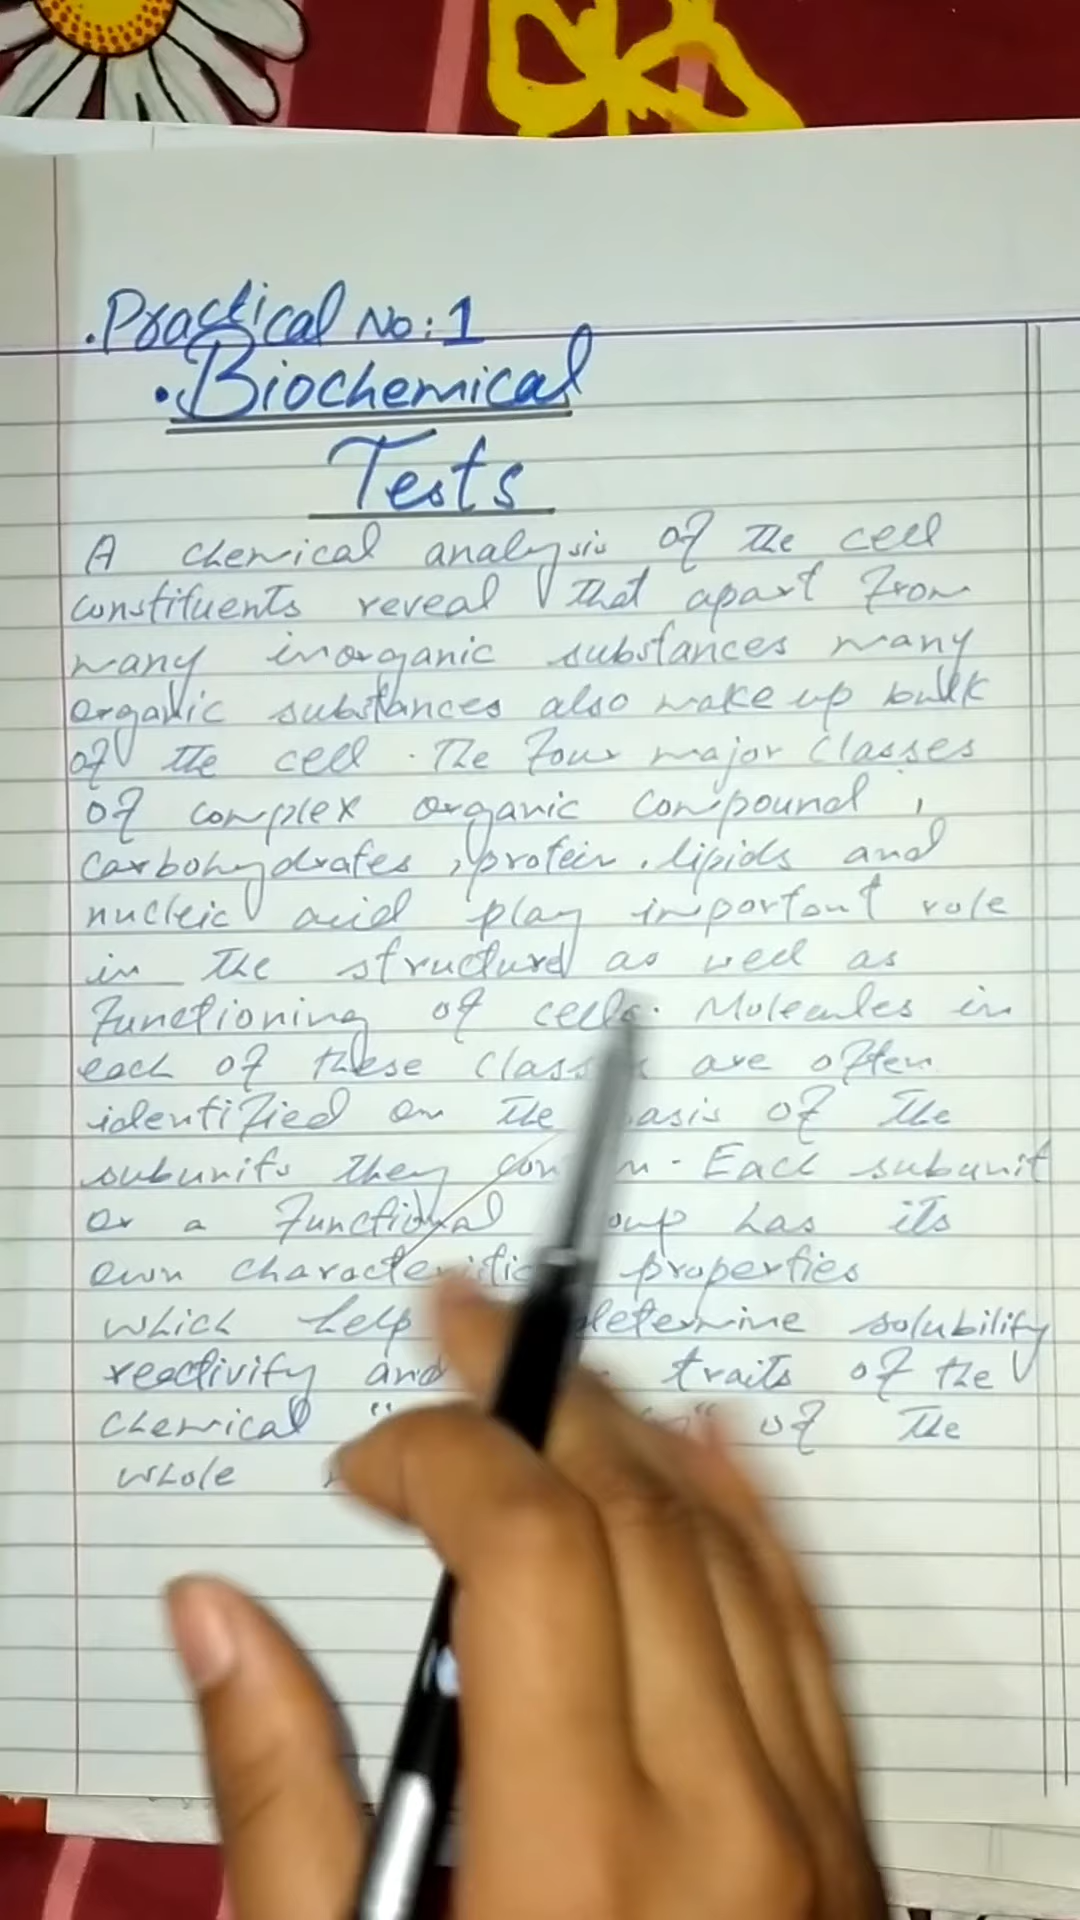 .Practical No:1
.Biochemical
Tests
A chemical analysis of the cell
constituents reveal that apart from
many inorganic substances many
organic substances also make up bulk
of the cell . The four major classes
of complex organic compound ,
carbohydrates , protein , lipids and
nucleic acid play important role
in the structure as well as
functioning of cells. Molecules in
each of these are often
identified on the of the
subunits they . Each subunit
or a functional has its
own properties
which help determine solubility
reactivity and traits of the
chemical " " of the
whole